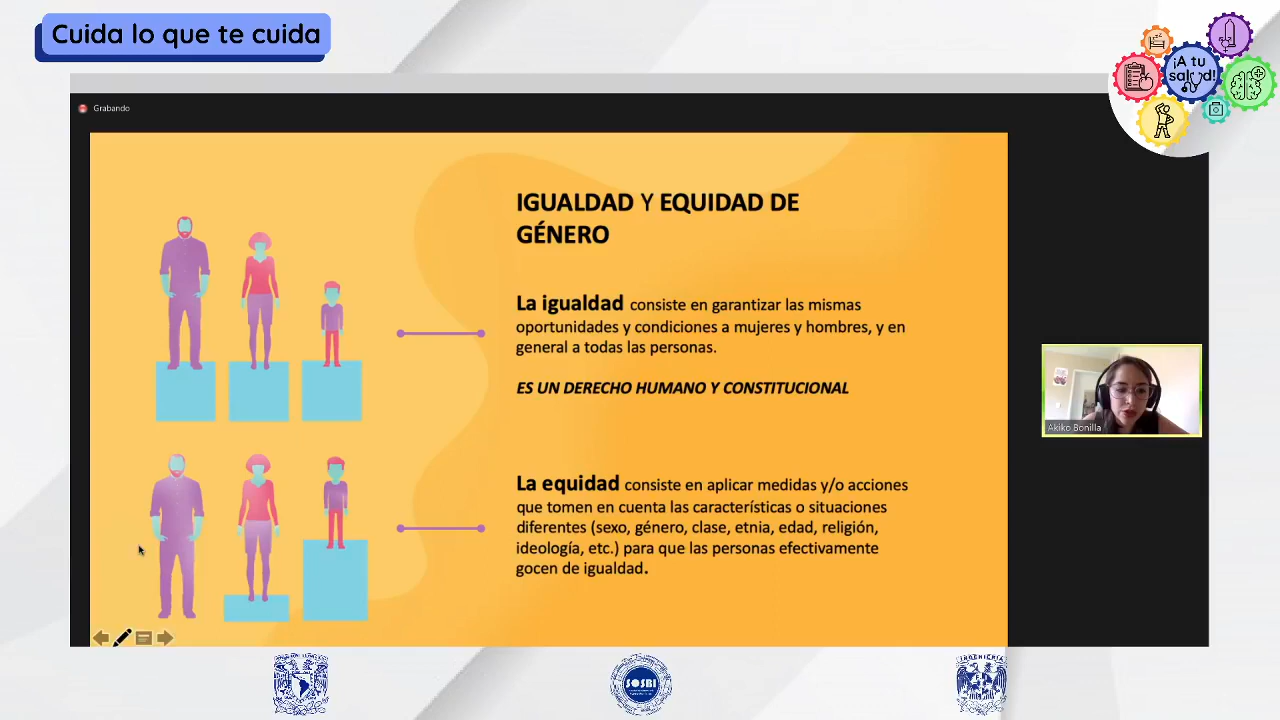 Cuida lo que te cuida
¡A tu
salud!
Grabando
IGUALDAD Y EQUIDAD DE
GÉNERO
La igualdad consiste en garantizar las mismas
oportunidades y condiciones a mujeres y hombres, y en
general a todas las personas.
ES UN DERECHO HUMANO Y CONSTITUCIONAL
La equidad consiste en aplicar medidas y/o acciones
que tomen en cuenta las características o situaciones
diferentes (sexo, género, clase, etnia, edad, religión,
ideología, etc.) para que las personas efectivamente
gocen de igualdad.
Akiko Bonilla
SOSBI
INGENIERIA